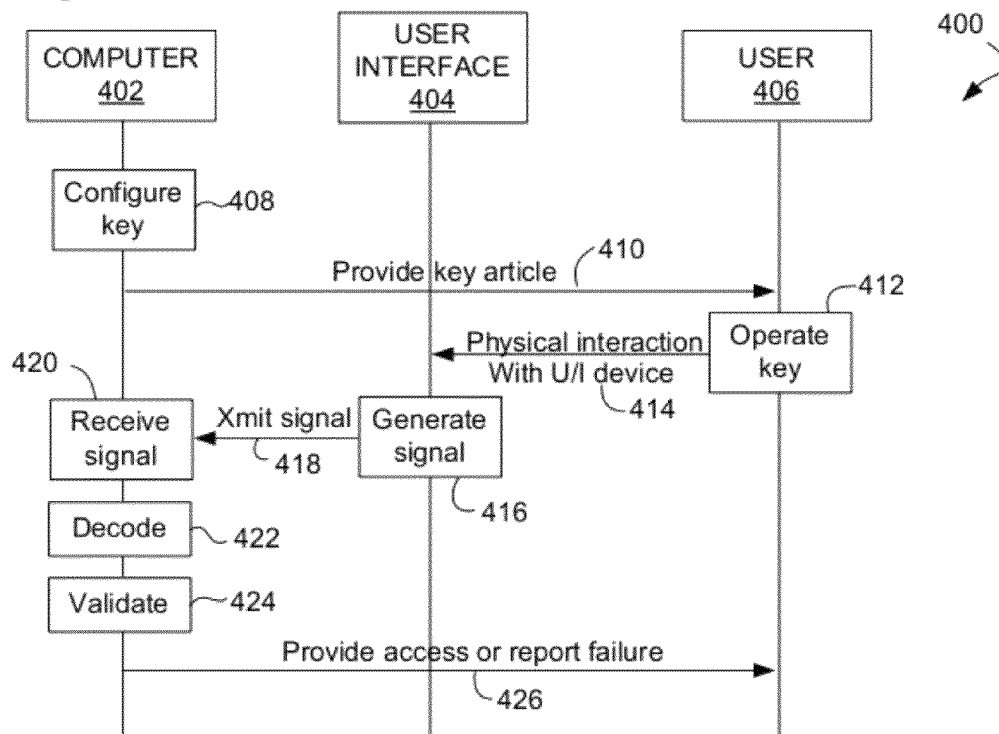 COMPUTER
402
USER
INTERFACE
404
USER
406
400
Configure
key
408
Provide key article
410
412
Operate
key
Physical interaction
With U/I device
414
420
Receive
signal
Xmit signal
418
Generate
signal
416
Decode
422
Validate
424
Provide access or report failure
426